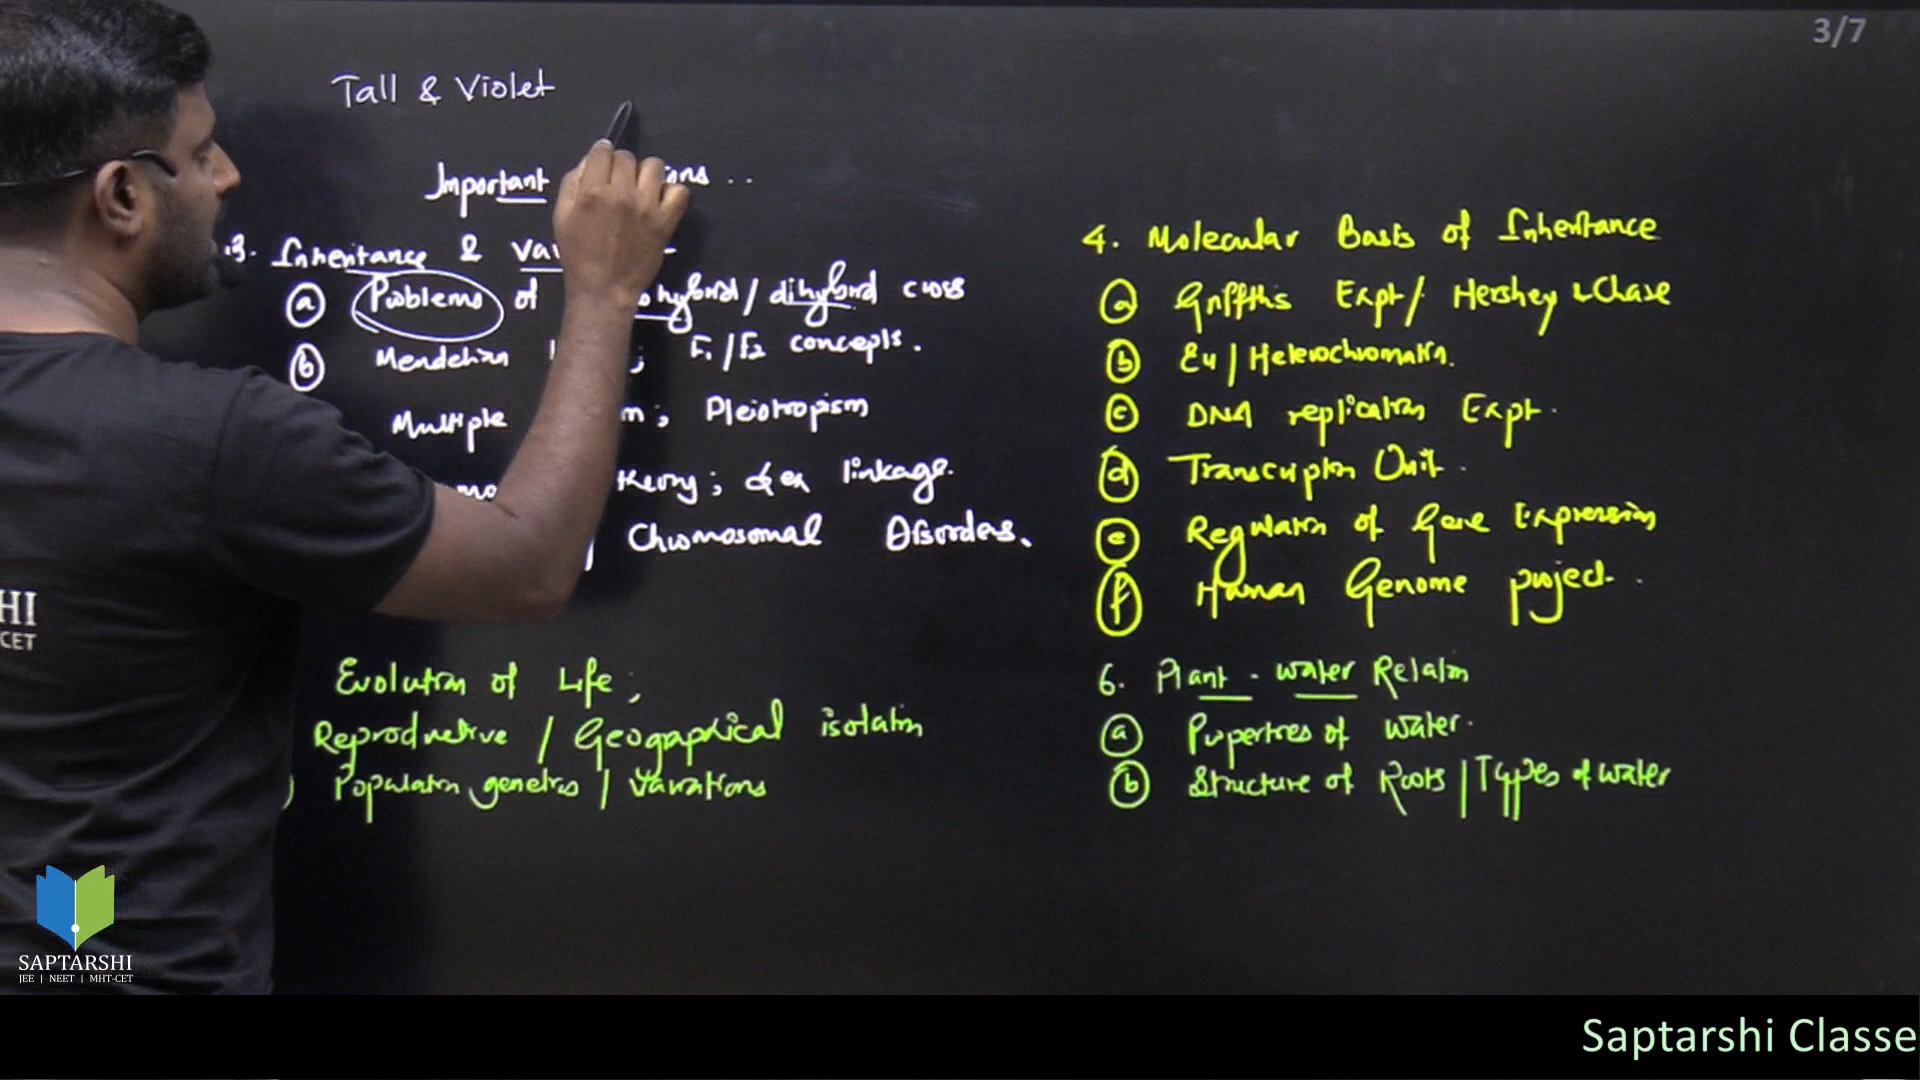 3/7
Tall & Violet
Important ..
3. Inheritance &
a Problems of / dihybrid cross
b Mendelian ; F1/F2 concepts.
Multiple ; Pleiotropism
theory; sex linkage.
Chromosomal Disorders.
Evolution of Life;
Reproductive / Geographical isolation
Population genetics / Variations
4. Molecular Basis of Inheritance
a Griffths Expt/ Hershey & Chase
b Eu/Heterochromatin.
c DNA replication Expt.
d Transcription Unit.
e Regulation of Gene Expression
f Human Genome project.
6. Plant - water Relation
a Properties of water.
b Structure of Roots/Types of water
HI
CET
SAPTARSHI
JEE | NEET | MHT-CET
Saptarshi Classe